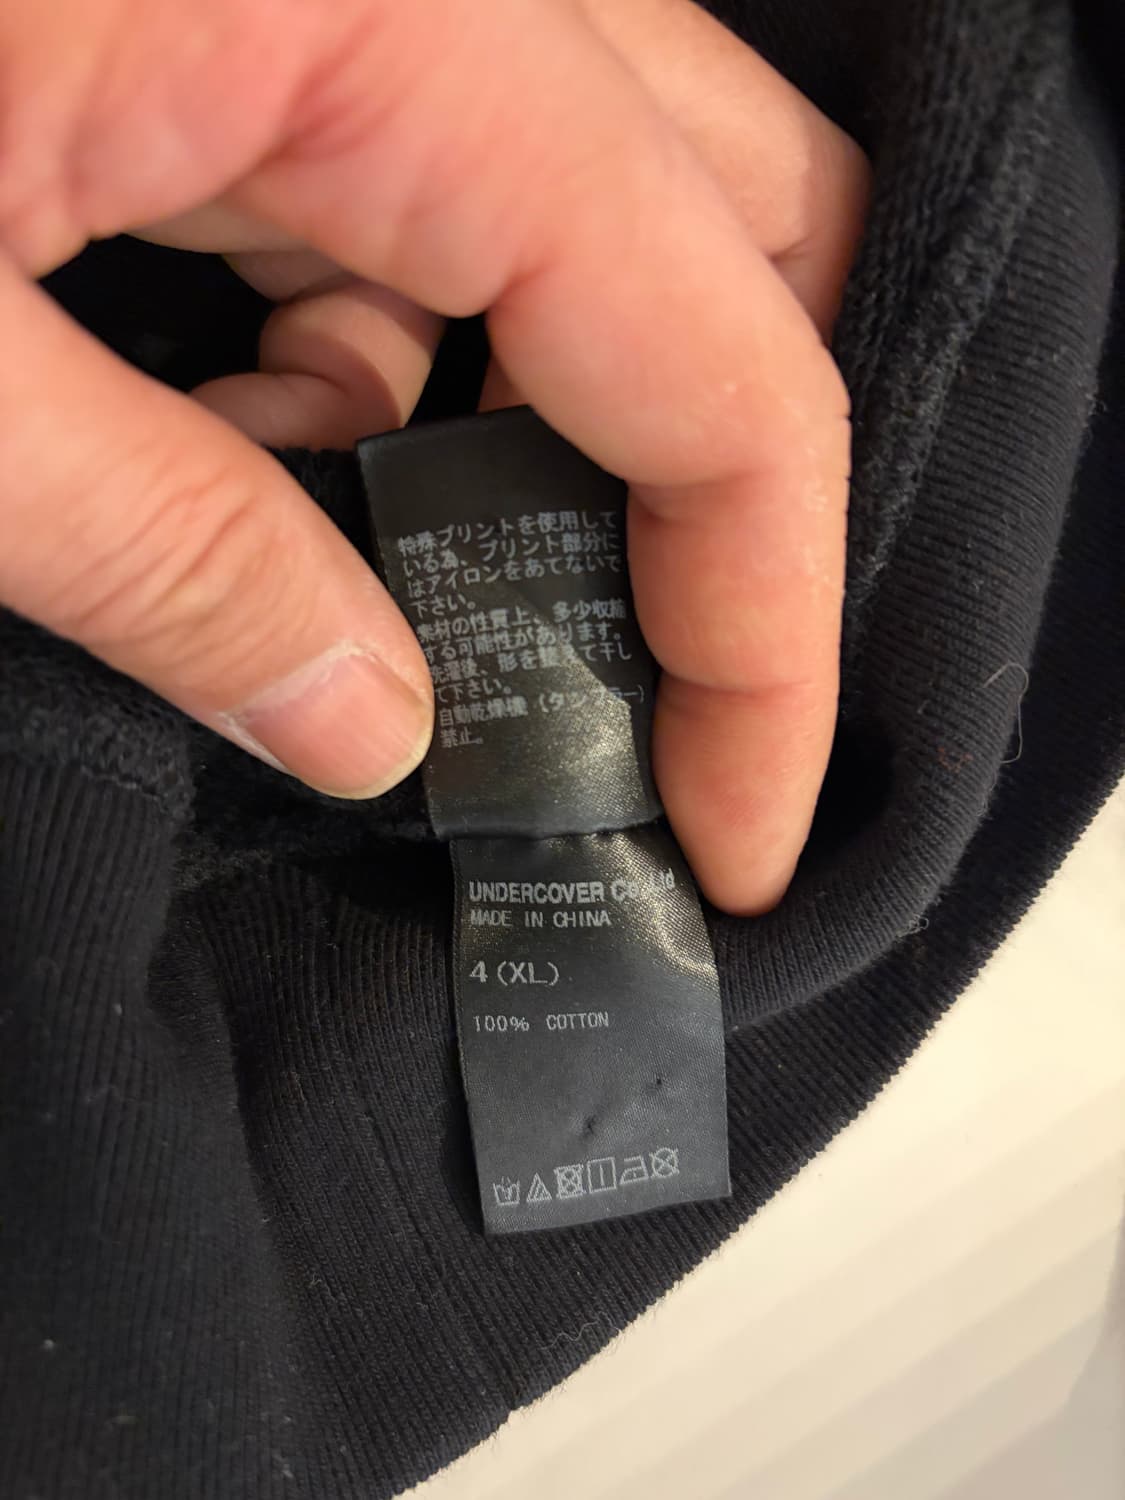 特殊プリントを使用して
いる為、プリント部分に
はアイロンをあてないで
下さい。
素材の性質上、多少収縮
する可能性があります。
洗濯後、形を整えて干し
て下さい。
自動乾燥機(タンブラー)
禁止。
UNDERCOVER Co.,Ltd
MADE IN CHINA
4(XL)
100% COTTON